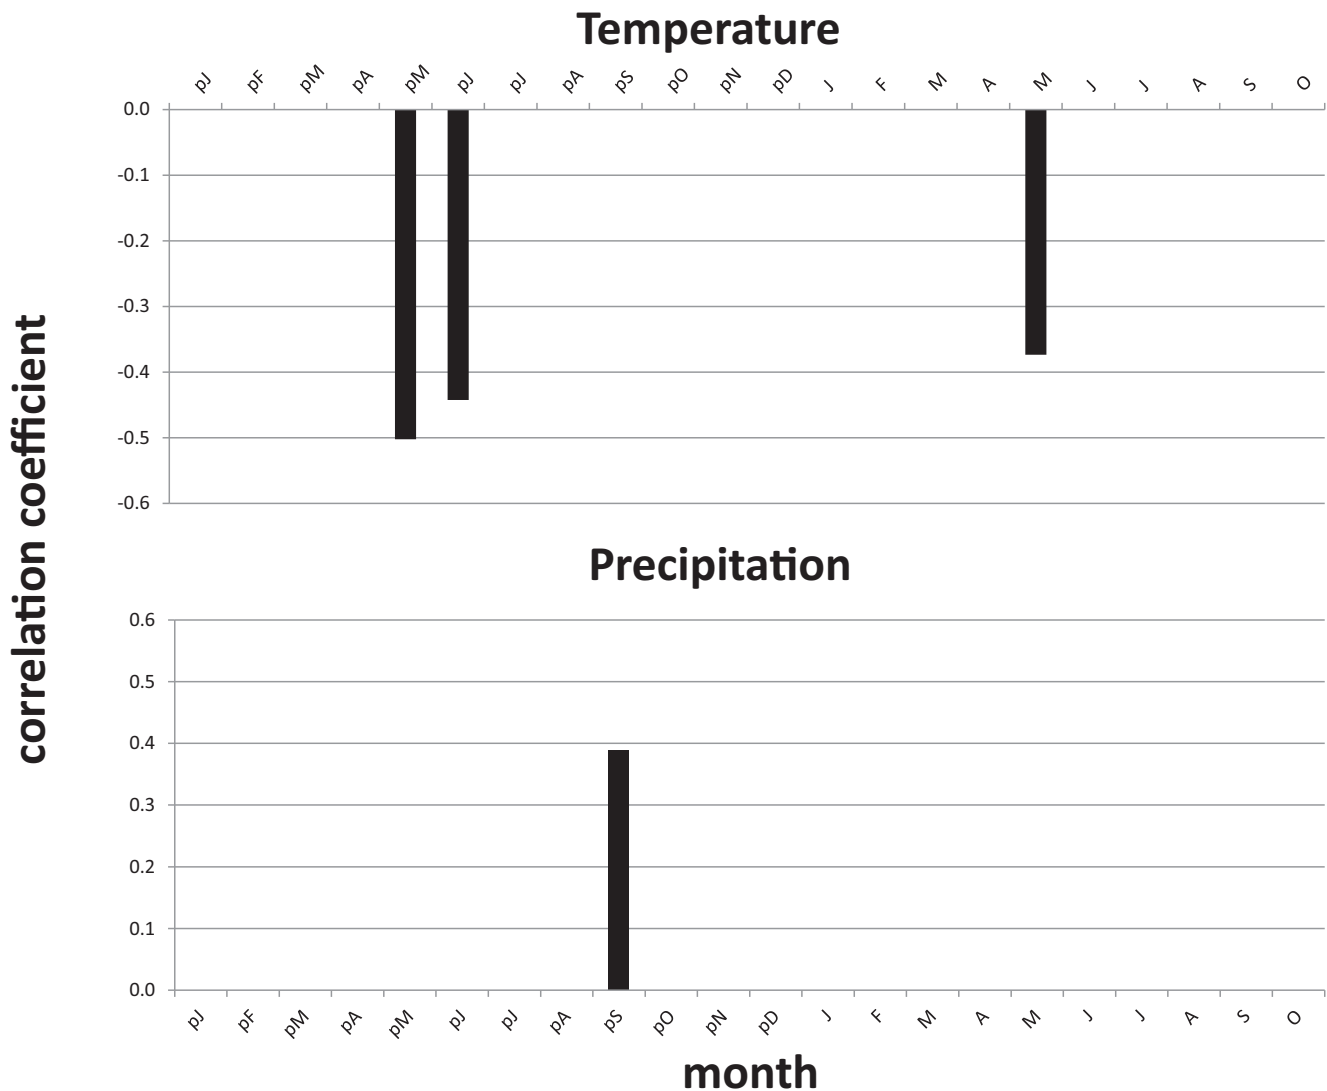 Temperature
pJ pF pM pA pM pJ pJ pA pS pO pN pD J F M A M J J A S O
0.0
-0.1
-0.2
-0.3
-0.4
-0.5
-0.6
correlation coefficient
Precipitation
0.6
0.5
0.4
0.3
0.2
0.1
0.0
pJ pF pM pA pM pJ pJ pA pS pO pN pD J F M A M J J A S O
month